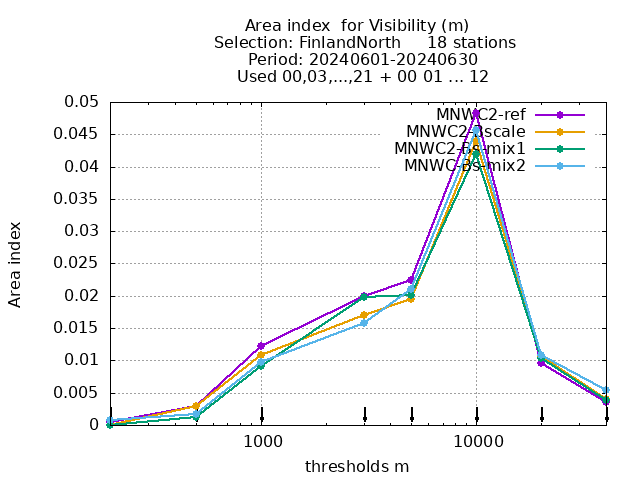 Area index  for Visibility (m)
Selection: FinlandNorth     18 stations
Period: 20240601-20240630
Used 00,03,...,21 + 00 01 ... 12
0.05
0.045
0.04
0.035
0.03
0.025
0.02
0.015
0.01
0.005
0
Area index
MNWC2-ref
MNWC2-Bscale
MNWC2-BS-mix1
MNWC-BS-mix2
1000
10000
thresholds m